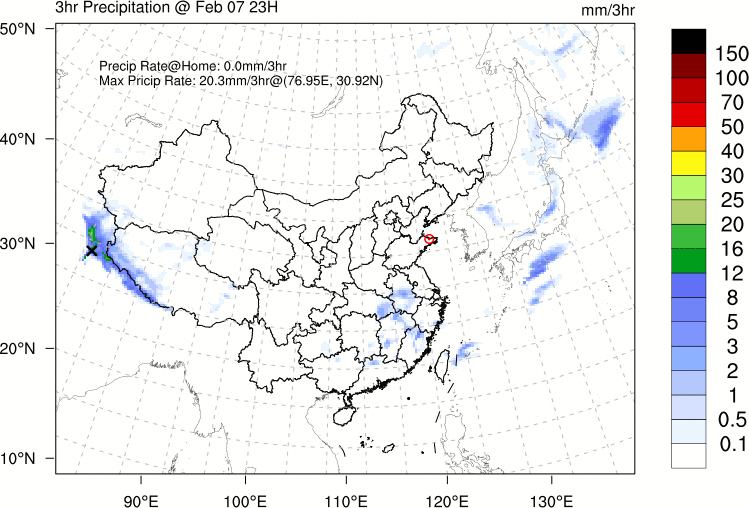 3hr Precipitation @ Feb 07 23H
mm/3hr
Precip Rate@Home: 0.0mm/3hr
Max Pricip Rate: 20.3mm/3hr@(76.95E, 30.92N)
50°N
40°N
30°N
20°N
10°N
90°E
100°E
110°E
120°E
130°E
150
100
70
50
40
30
25
20
16
12
8
5
3
2
1
0.5
0.1